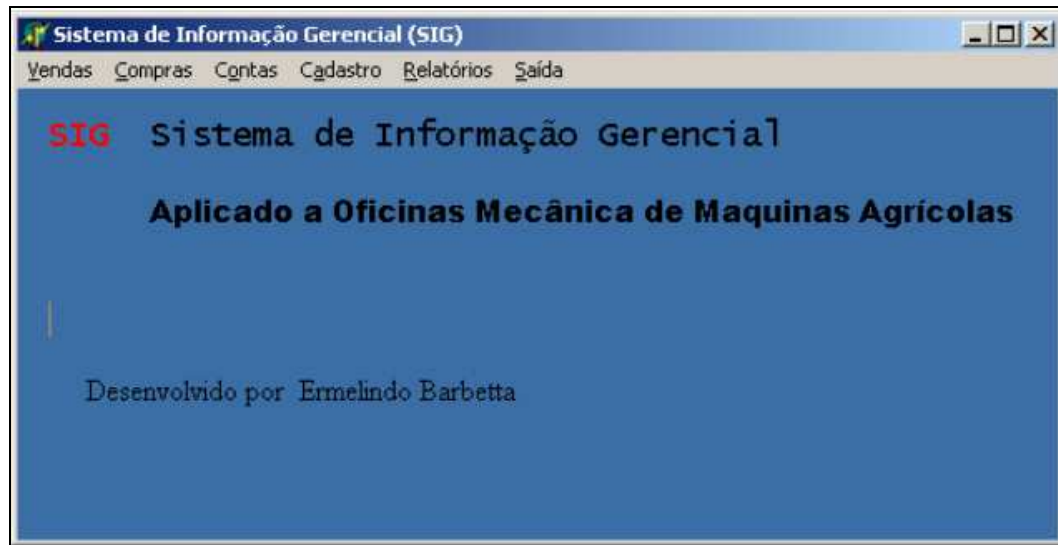 Sistema de Informação Gerencial (SIG)
Vendas Compras Contas Cadastro Relatórios Saída
SIG Sistema de Informação Gerencial
Aplicado a Oficinas Mecânica de Maquinas Agrícolas
Desenvolvido por Ermelindo Barbetta